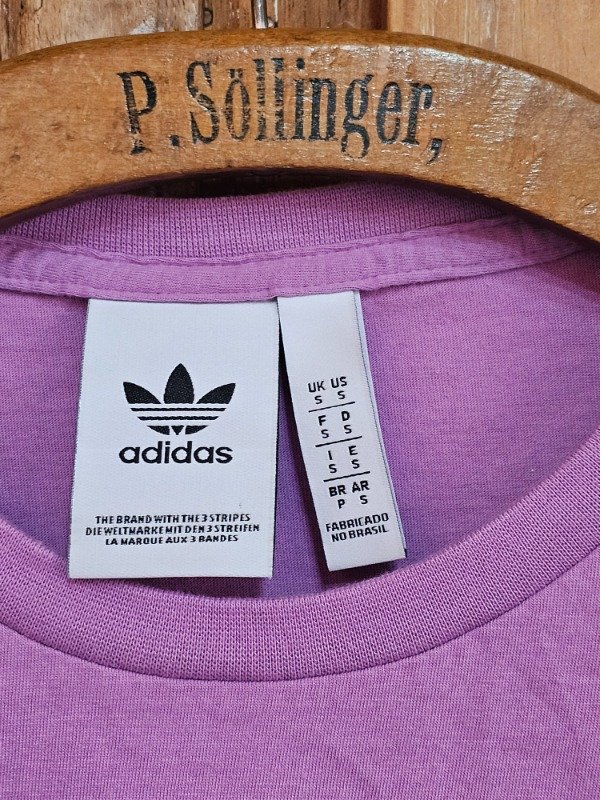 P. Söllinger,
adidas
THE BRAND WITH THE 3 STRIPES
DIE WELTMARKE MIT DEN 3 STREIFEN
LA MARQUE AUX 3 BANDES
UK US
S S
F D
S S
I E
S S
BR AR
P S
FABRICADO
NO BRASIL